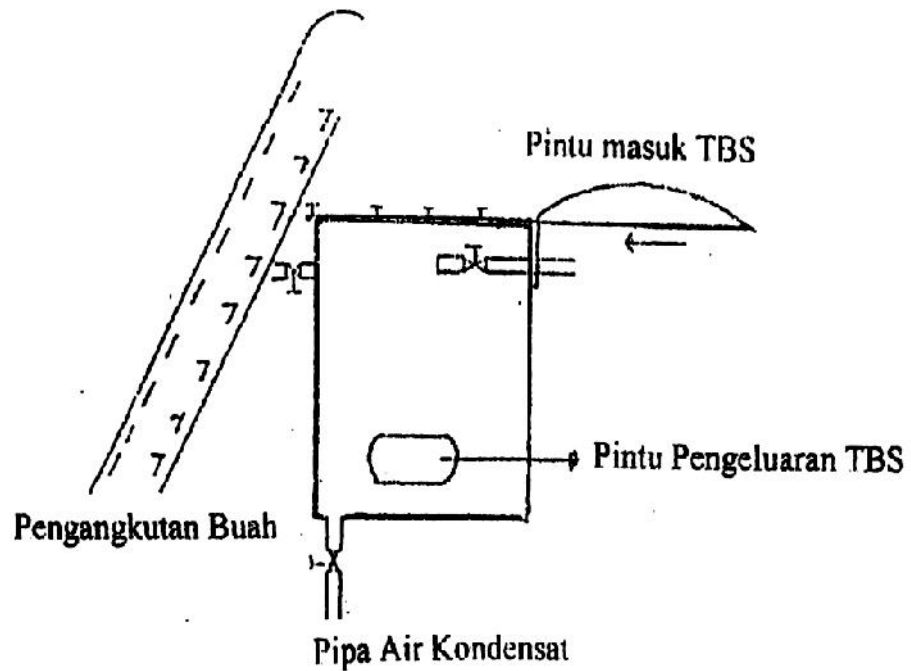 Pintu masuk TBS
Pintu Pengeluaran TBS
Pengangkutan Buah
Pipa Air Kondensat